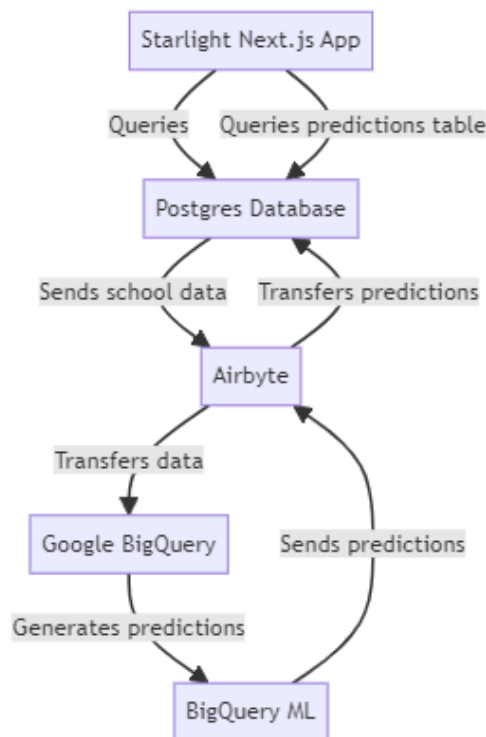 Starlight Next.js App
Queries
Queries predictions table
Postgres Database
Sends school data
Transfers predictions
Airbyte
Transfers data
Google BigQuery
Sends predictions
Generates predictions
BigQuery ML